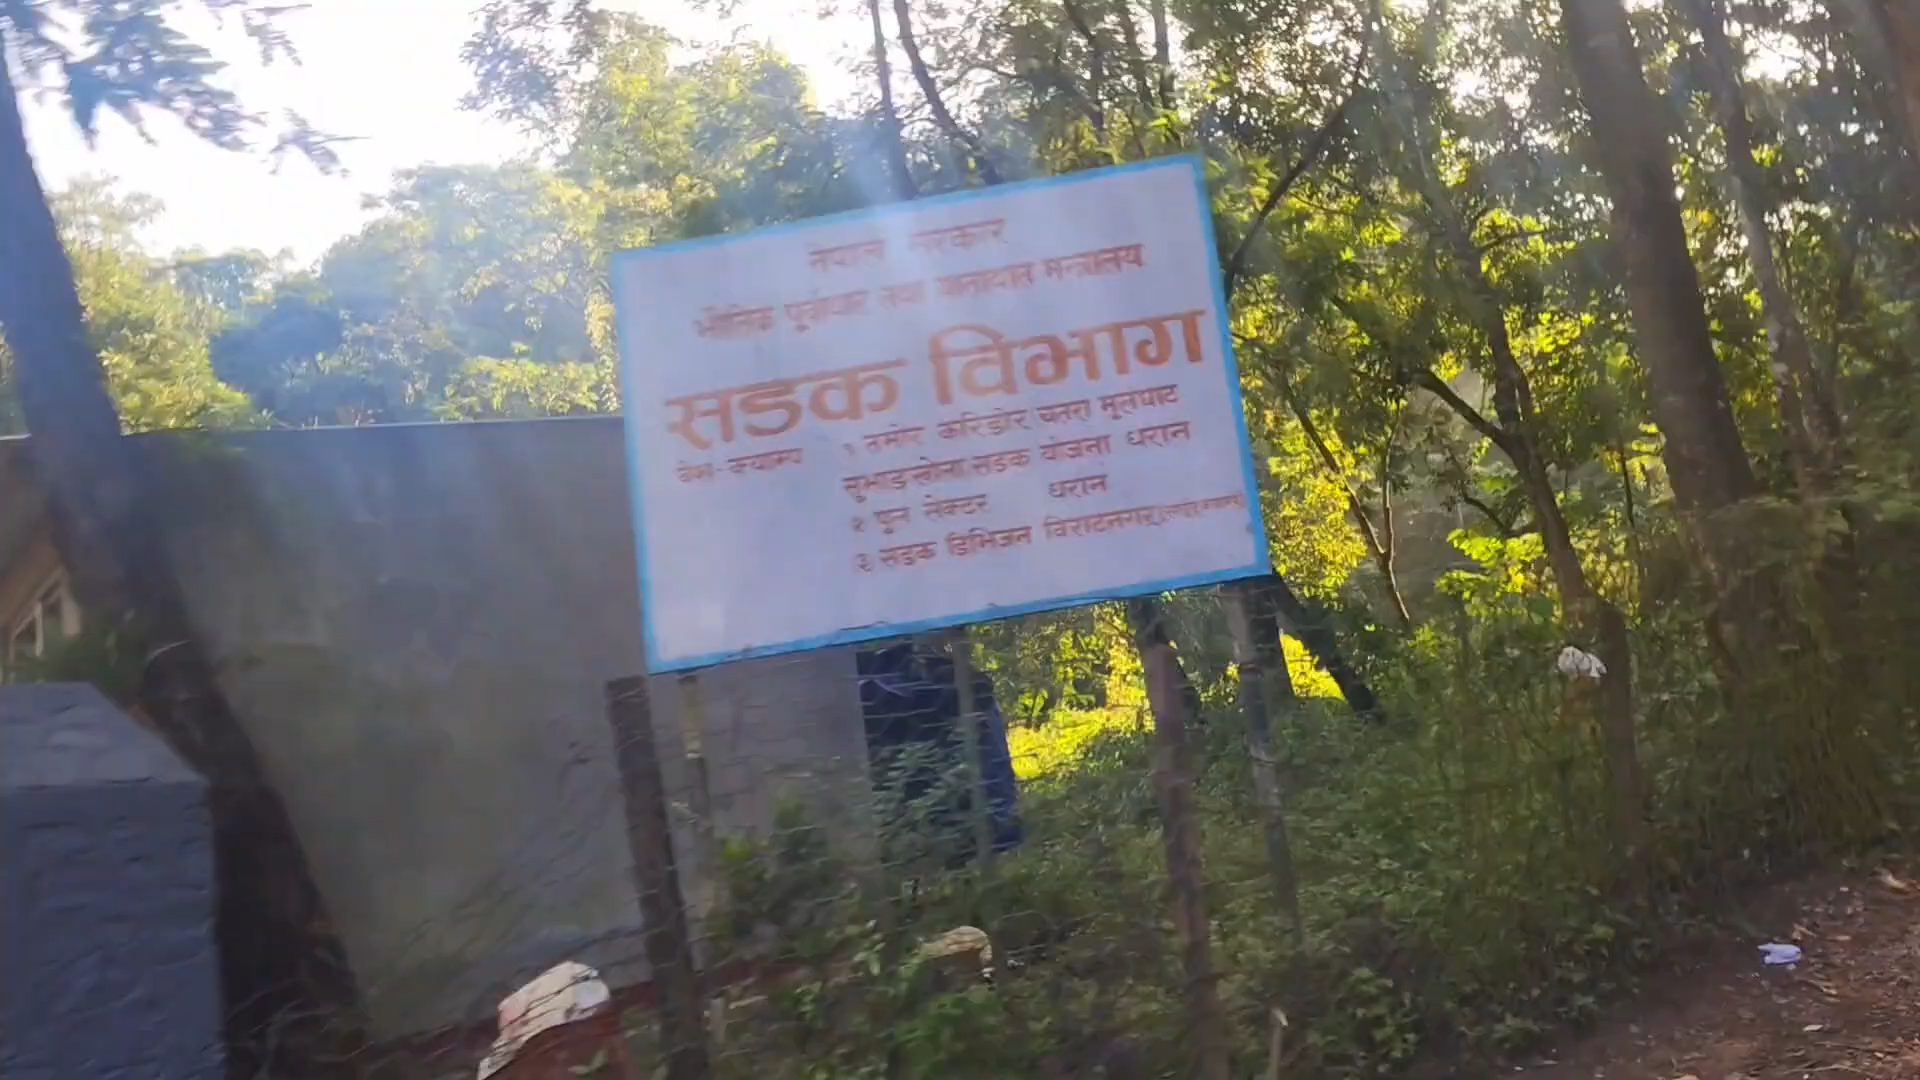 नेपाल सरकार
भौतिक पूर्वाधार तथा यातायात मन्त्रालय
सडक विभाग
वेश-क्याम्प १ तमोर करिडोर चतरा मूलघाट
सुभाङखोला सडक योजना धरान
२ पुल सेक्टर धरान
३ सडक डिभिजन विराटनगर